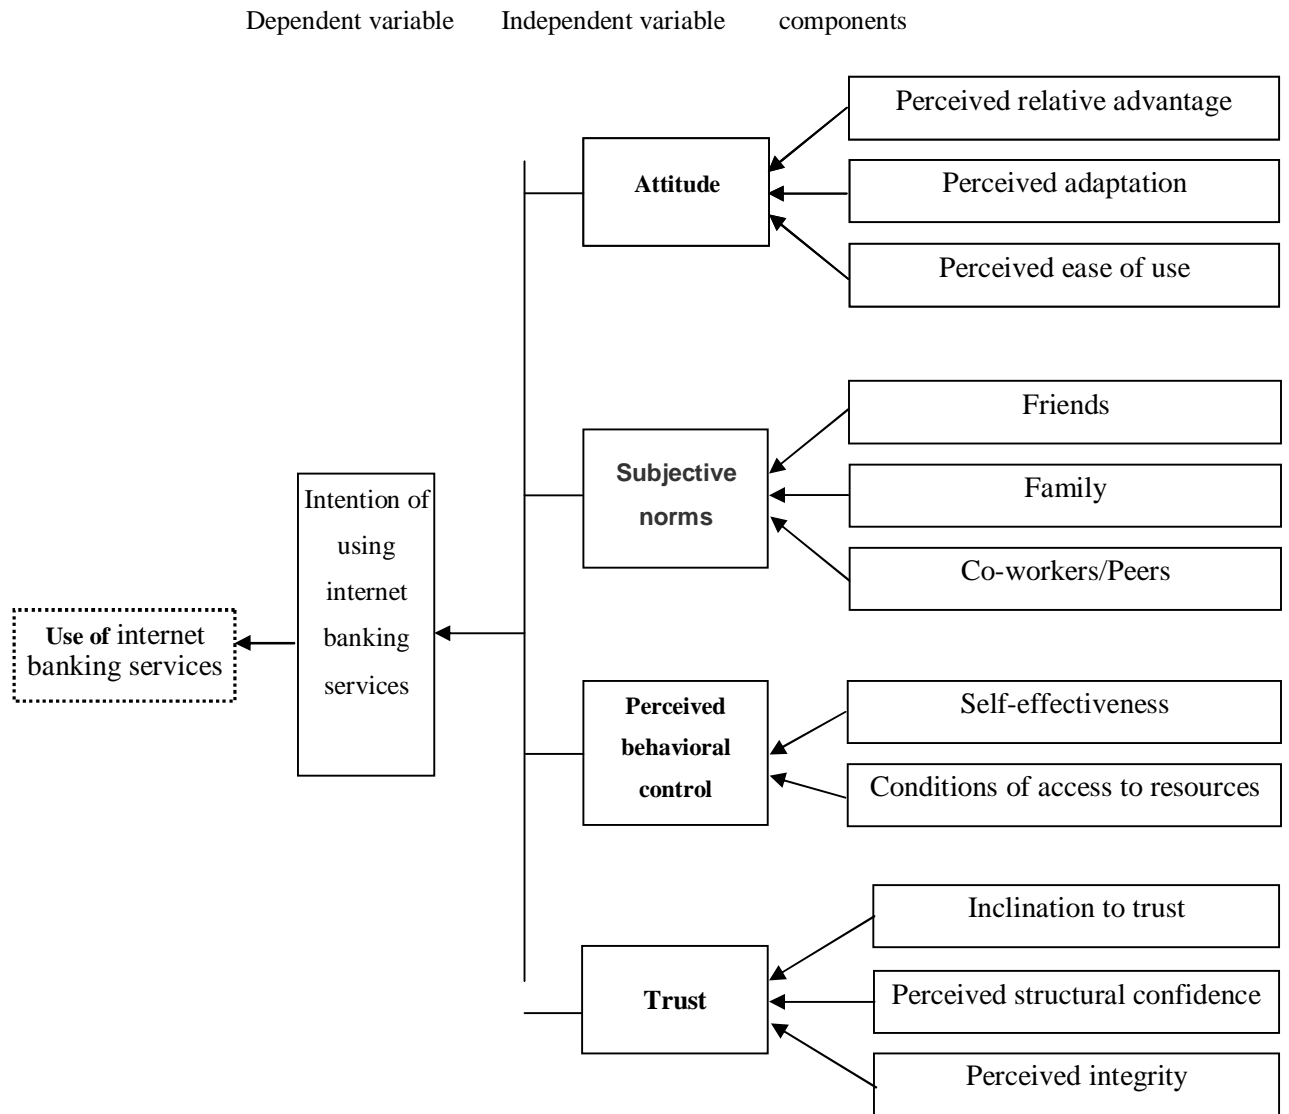 Dependent variable Independent variable components
Perceived relative advantage
Attitude
Perceived adaptation
Perceived ease of use
Friends
Subjective
norms
Family
Co-workers/Peers
Intention of
using
internet
banking
services
Use of internet
banking services
Perceived
behavioral
control
Self-effectiveness
Conditions of access to resources
Inclination to trust
Trust
Perceived structural confidence
Perceived integrity